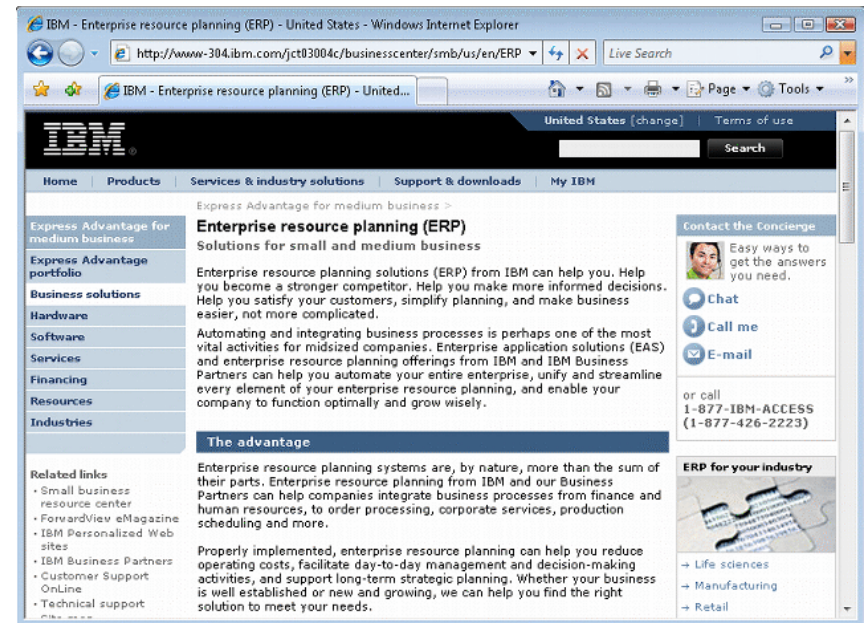 IBM - Enterprise resource planning (ERP) - United States - Windows Internet Explorer
http://www-304.ibm.com/jct03004c/businesscenter/smb/us/en/ERP
Live Search
IBM - Enterprise resource planning (ERP) - United...
Page
Tools
United States [change]
Terms of use
IBM
Search
Home
Products
Services & industry solutions
Support & downloads
My IBM
Express Advantage for
medium business
Express Advantage
portfolio
Business solutions
Hardware
Software
Services
Financing
Resources
Industries
Related links
· Small business
resource center
· ForwardView eMagazine
· IBM Personalized Web
sites
· IBM Business Partners
· Customer Support
OnLine
· Technical support
Express Advantage for medium business >
Enterprise resource planning (ERP)
Solutions for small and medium business
Enterprise resource planning solutions (ERP) from IBM can help you. Help
you become a stronger competitor. Help you make more informed decisions.
Help you satisfy your customers, simplify planning, and make business
easier, not more complicated.
Automating and integrating business processes is perhaps one of the most
vital activities for midsized companies. Enterprise application solutions (EAS)
and enterprise resource planning offerings from IBM and IBM Business
Partners can help you automate your entire enterprise, unify and streamline
every element of your enterprise resource planning, and enable your
company to function optimally and grow wisely.
The advantage
Enterprise resource planning systems are, by nature, more than the sum of
their parts. Enterprise resource planning from IBM and our Business
Partners can help companies integrate business processes from finance and
human resources, to order processing, corporate services, production
scheduling and more.
Properly implemented, enterprise resource planning can help you reduce
operating costs, facilitate day-to-day management and decision-making
activities, and support long-term strategic planning. Whether your business
is well established or new and growing, we can help you find the right
solution to meet your needs.
Contact the Concierge
Easy ways to
get the answers
you need.
Chat
Call me
E-mail
or call
1-877-IBM-ACCESS
(1-877-426-2223)
ERP for your industry
→ Life sciences
→ Manufacturing
→ Retail